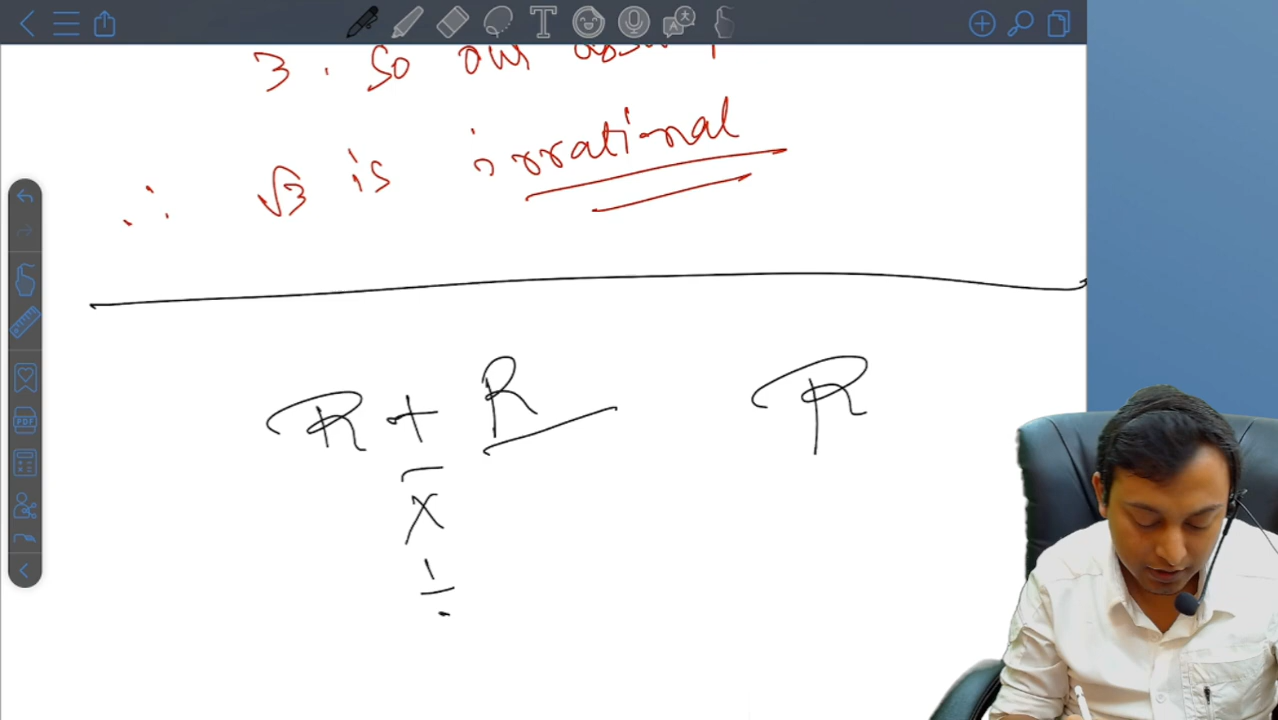 3. So our
∴ √3 is irrational
R + R R
−
×
÷